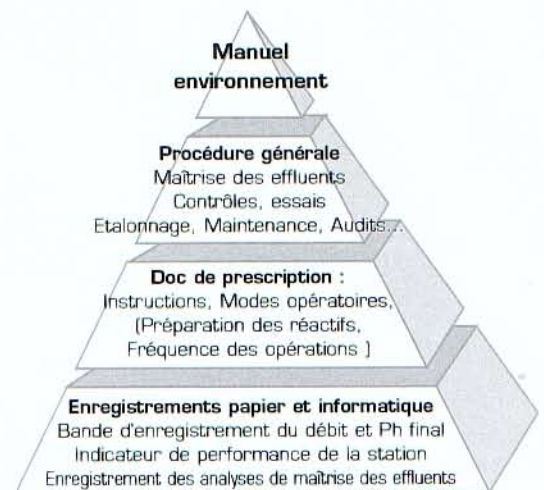 Manuel
environnement
Procédure générale
Maîtrise des effluents
Contrôles, essais
Etalonnage, Maintenance, Audits...
Doc de prescription :
Instructions, Modes opératoires,
(Préparation des réactifs,
Fréquence des opérations )
Enregistrements papier et informatique
Bande d'enregistrement du débit et Ph final
Indicateur de performance de la station
Enregistrement des analyses de maîtrise des effluents